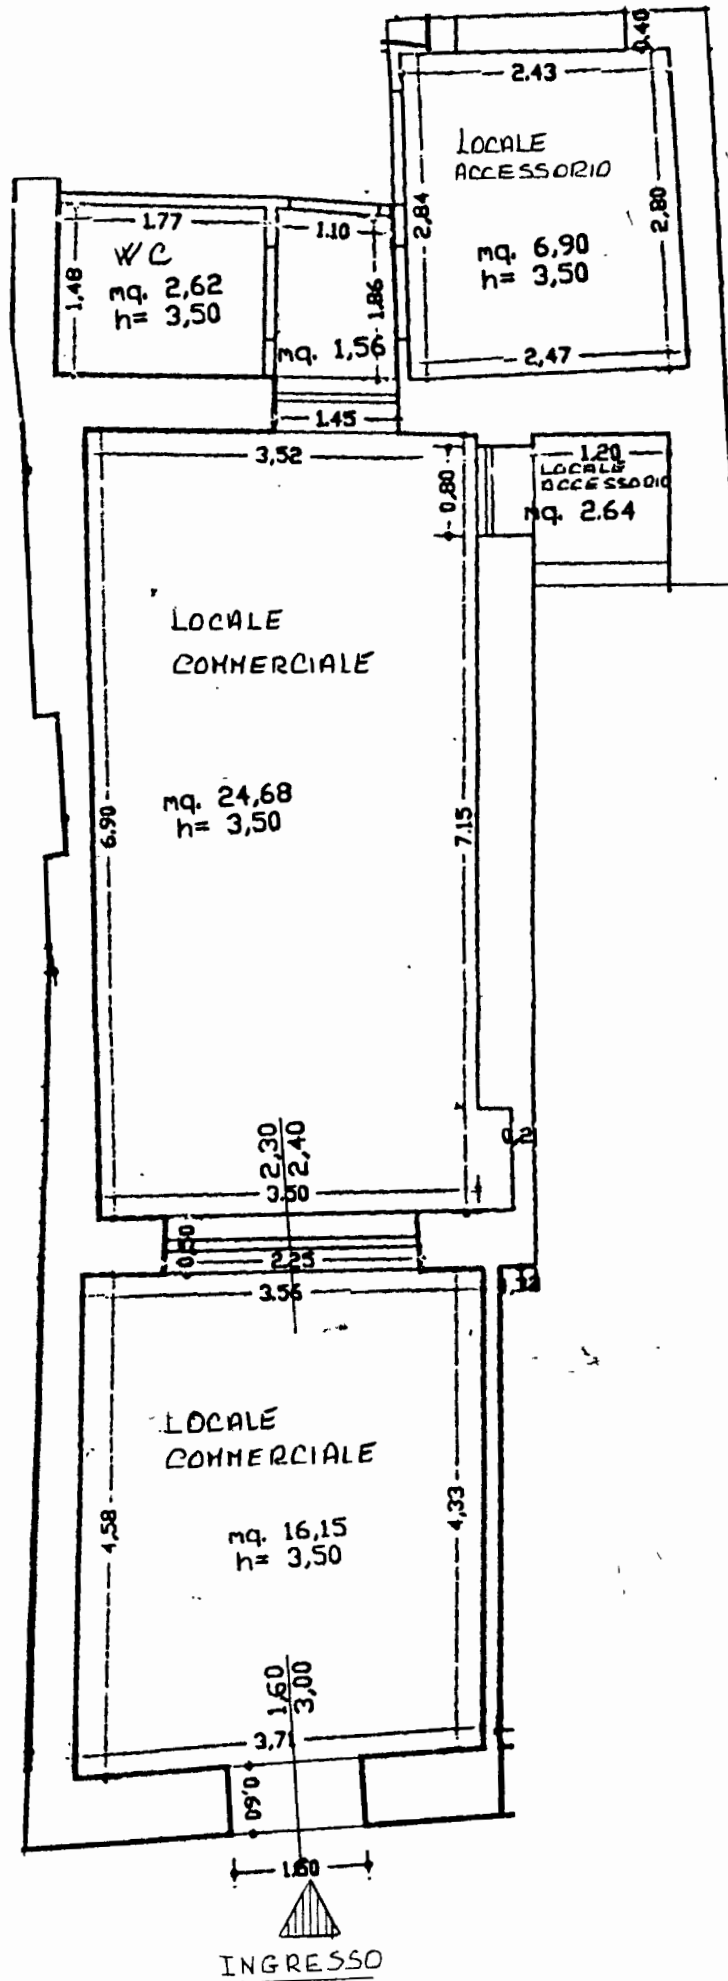 0.40
2.43
LOCALE
ACCESSORIO
2,84
2,80
mq. 6,90
h= 3,50
2,47
1.77
1.10
WC
1,48
mq. 2,62
h= 3,50
1.86
mq. 1,56
1.45
3,52
0,80
1.20
LOCALE
ACCESSORIO
mq. 2.64
LOCALE
COMMERCIALE
mq. 24,68
h= 3,50
6.90
7.15
2,30
2,40
3.50
0,50
2.25
3.56
LOCALE
COMMERCIALE
4,58
4,33
mq. 16,15
h= 3,50
1,60
3,00
3,71
0,60
1.60
INGRESSO